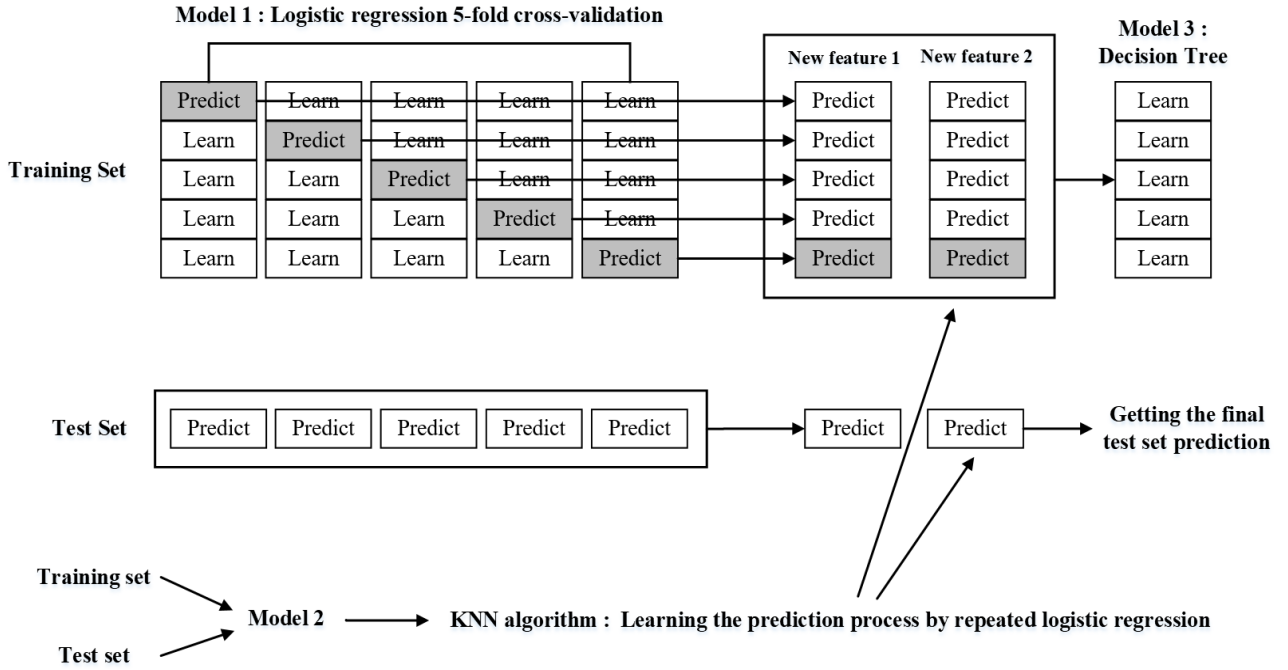 Model 1 : Logistic regression 5-fold cross-validation
Model 3 :
Decision Tree
New feature 1 New feature 2
Predict Learn Learn Learn Learn Predict Predict Learn
Learn Predict Learn Learn Learn Predict Predict Learn
Training Set Learn Learn Predict Learn Learn Predict Predict Learn
Learn Learn Learn Predict Learn Predict Predict Learn
Learn Learn Learn Learn Predict Predict Predict Learn
Test Set Predict Predict Predict Predict Predict Predict Predict
Getting the final
test set prediction
Training set
Model 2 KNN algorithm : Learning the prediction process by repeated logistic regression
Test set